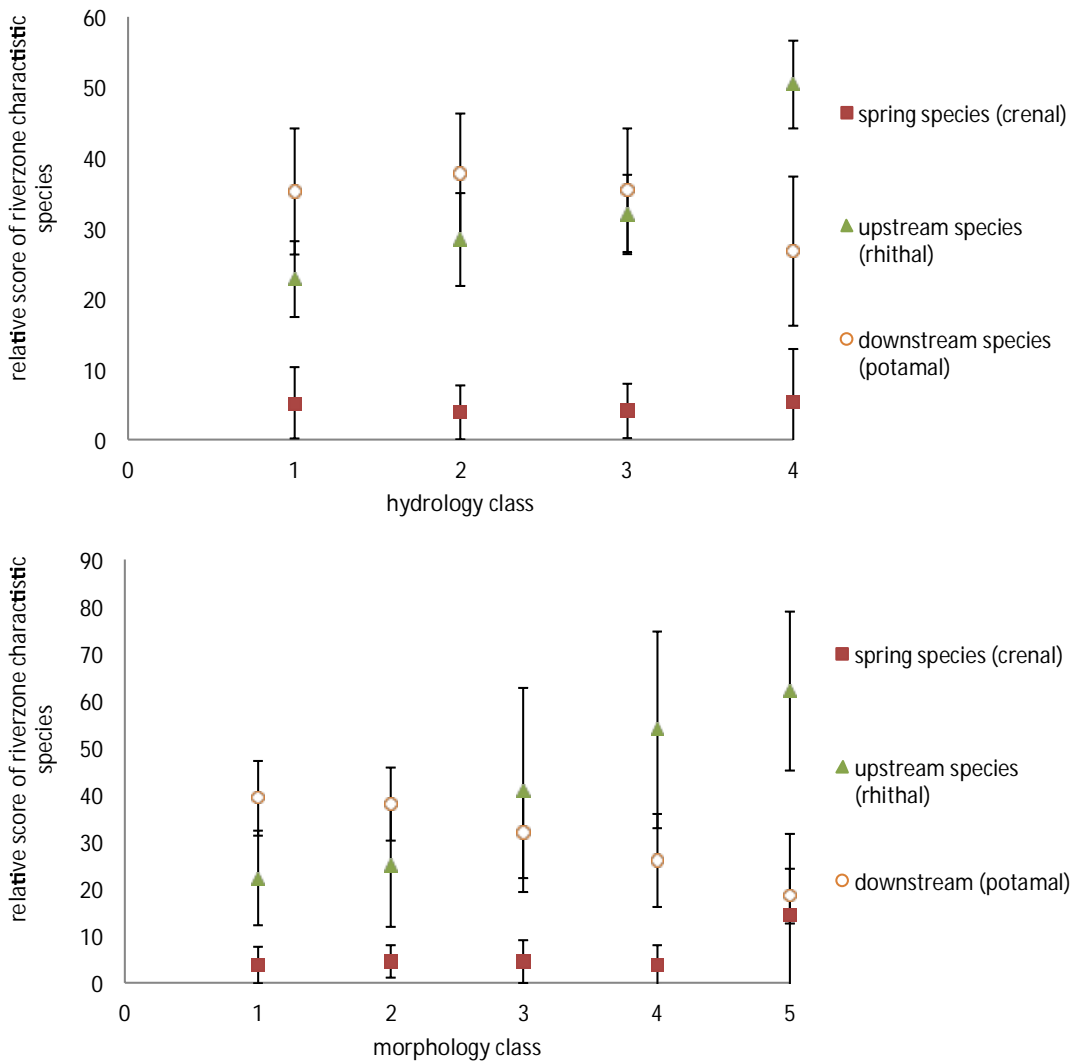 relative score of riverzone charactistic
species
60
50
40
30
20
10
0
0
1
2
3
4
hydrology class
spring species (crenal)
upstream species
(rhithal)
downstream species
(potamal)
relative score of riverzone charactistic
species
90
80
70
60
50
40
30
20
10
0
0
1
2
3
4
5
morphology class
spring species (crenal)
upstream species
(rhithal)
downstream (potamal)